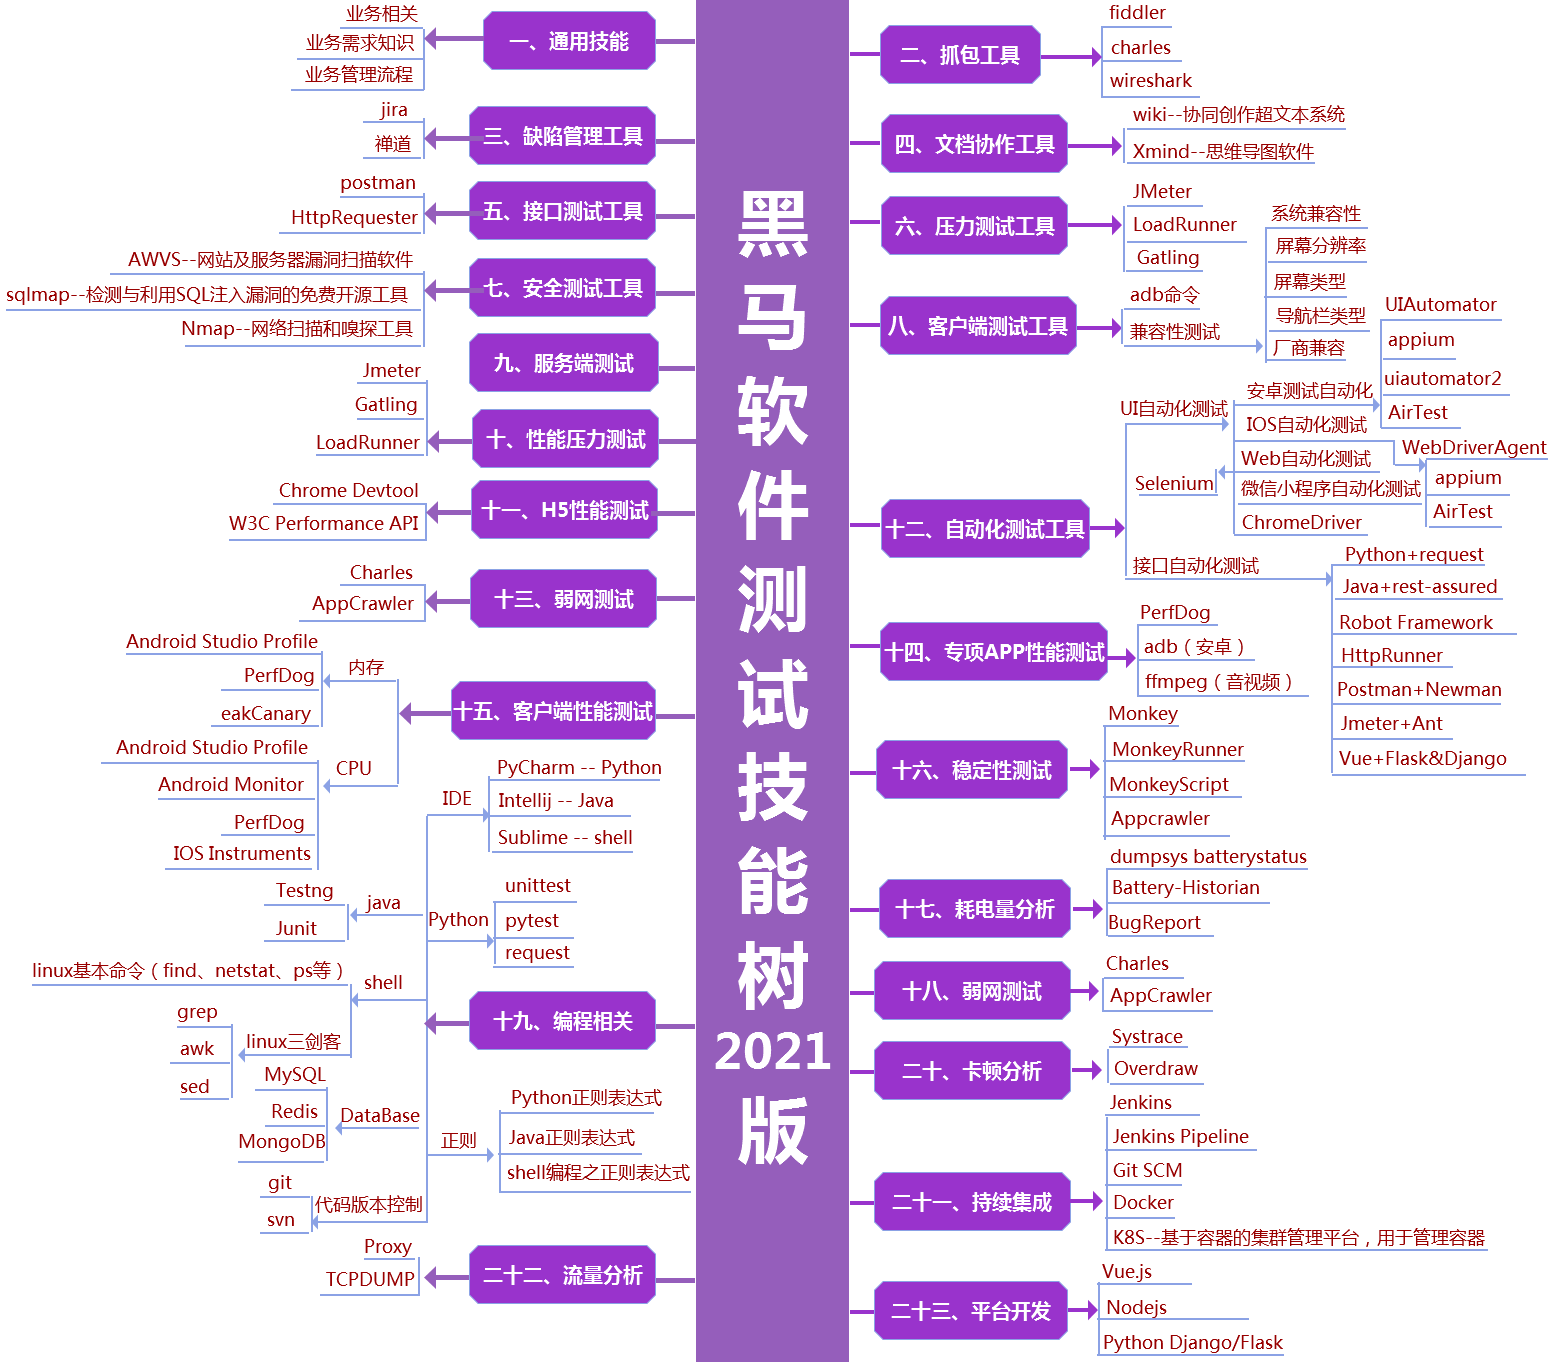 黑马软件测试技能树2021版
一、通用技能
业务相关
业务需求知识
业务管理流程
二、抓包工具
fiddler
charles
wireshark
三、缺陷管理工具
jira
禅道
四、文档协作工具
wiki--协同创作超文本系统
Xmind--思维导图软件
五、接口测试工具
postman
HttpRequester
六、压力测试工具
JMeter
LoadRunner
Gatling
七、安全测试工具
AWVS--网站及服务器漏洞扫描软件
sqlmap--检测与利用SQL注入漏洞的免费开源工具
Nmap--网络扫描和嗅探工具
八、客户端测试工具
adb命令
兼容性测试
系统兼容性
屏幕分辨率
屏幕类型
导航栏类型
厂商兼容
九、服务端测试
十、性能压力测试
Jmeter
Gatling
LoadRunner
十一、H5性能测试
Chrome Devtool
W3C Performance API
十二、自动化测试工具
UI自动化测试
安卓测试自动化
UIAutomator
appium
uiautomator2
AirTest
IOS自动化测试
WebDriverAgent
appium
AirTest
Web自动化测试
Selenium
微信小程序自动化测试
ChromeDriver
接口自动化测试
Python+request
Java+rest-assured
Robot Framework
HttpRunner
Postman+Newman
Jmeter+Ant
Vue+Flask&Django
十三、弱网测试
Charles
AppCrawler
十四、专项APP性能测试
PerfDog
adb（安卓）
ffmpeg（音视频）
十五、客户端性能测试
内存
Android Studio Profile
PerfDog
eakCanary
CPU
Android Studio Profile
Android Monitor
PerfDog
IOS Instruments
十六、稳定性测试
Monkey
MonkeyRunner
MonkeyScript
Appcrawler
十七、耗电量分析
dumpsys batterystatus
Battery-Historian
BugReport
十八、弱网测试
Charles
AppCrawler
十九、编程相关
IDE
PyCharm -- Python
Intellij -- Java
Sublime -- shell
java
Testng
Junit
Python
unittest
pytest
request
shell
linux基本命令（find、netstat、ps等）
linux三剑客
grep
awk
sed
DataBase
MySQL
Redis
MongoDB
正则
Python正则表达式
Java正则表达式
shell编程之正则表达式
代码版本控制
git
svn
二十、卡顿分析
Systrace
Overdraw
二十一、持续集成
Jenkins
Jenkins Pipeline
Git SCM
Docker
K8S--基于容器的集群管理平台，用于管理容器
二十二、流量分析
Proxy
TCPDUMP
二十三、平台开发
Vue.js
Nodejs
Python Django/Flask